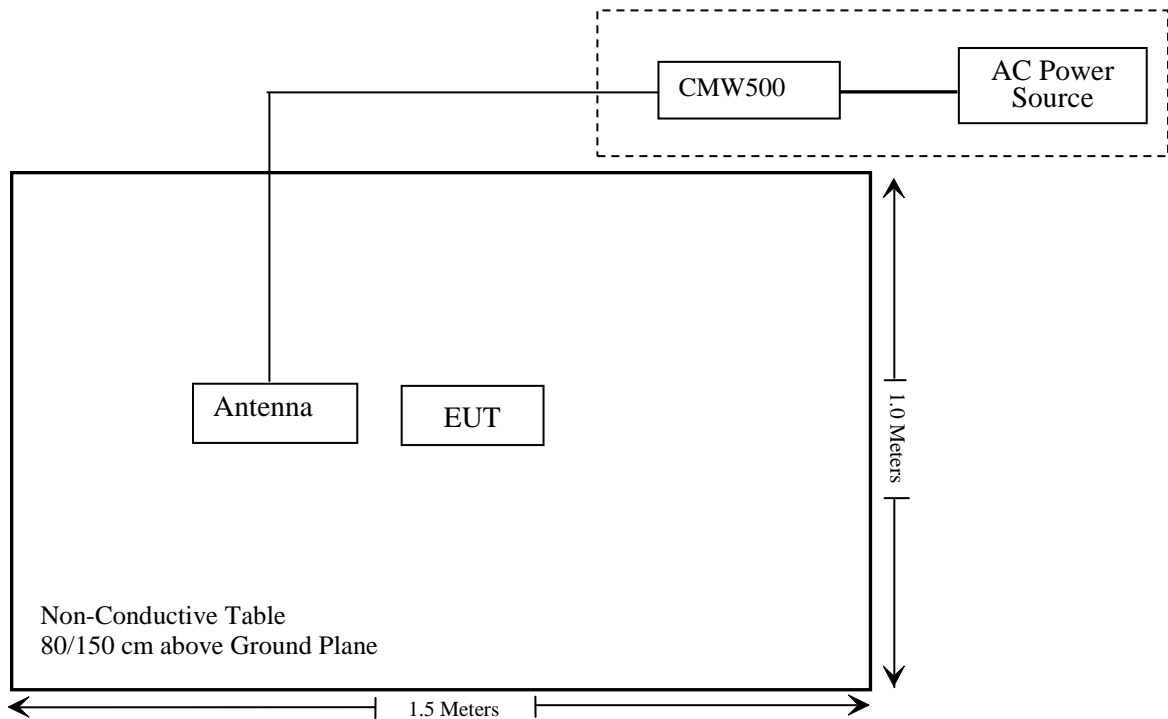 CMW500
AC Power
Source
Antenna
EUT
1.0 Meters
Non-Conductive Table
80/150 cm above Ground Plane
1.5 Meters